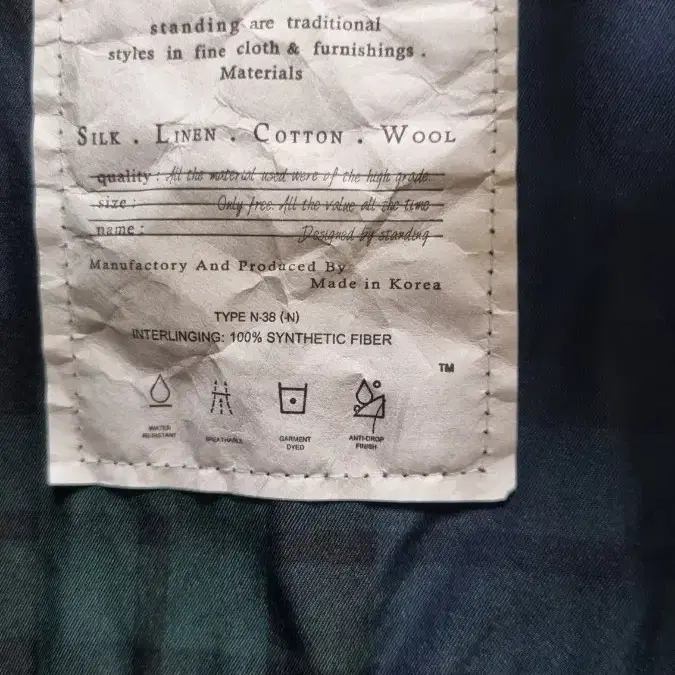 standing are traditional
styles in fine cloth & furnishings .
Materials
SILK . LINEN . COTTON . WOOL
quality : All the material used were of the high grade.
size : Only free. All the value all the time
name : Designed by standing
Manufactory And Produced By
Made in Korea
TYPE N-38 (-N)
INTERLINGING: 100% SYNTHETIC FIBER
TM
WATER RESISTANT
BREATHABLE
GARMENT DYED
ANTI-DROP FINISH